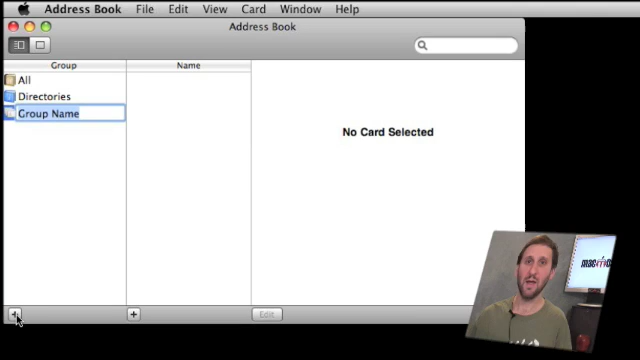 Address Book File Edit View Card Window Help
Address Book
Group Name
All
Directories
Group Name
No Card Selected
Edit